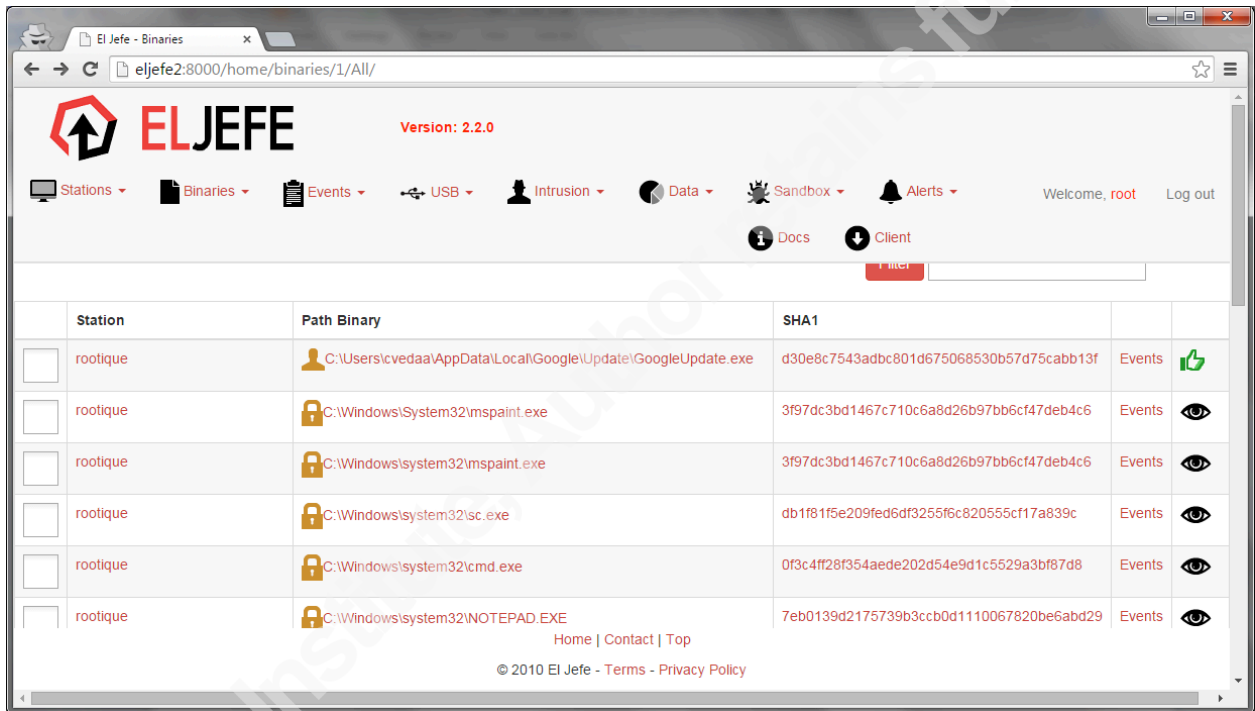 El Jefe - Binaries
eljefe2:8000/home/binaries/1/All/
ELJEFE
Version: 2.2.0
Stations Binaries Events USB Intrusion Data Sandbox Alerts Welcome, root Log out
Docs Client
Filter
Station Path Binary SHA1
rootique C:\Users\cvedaa\AppData\Local\Google\Update\GoogleUpdate.exe d30e8c7543adbc801d675068530b57d75cabb13f Events
rootique C:\Windows\System32\mspaint.exe 3f97dc3bd1467c710c6a8d26b97bb6cf47deb4c6 Events
rootique C:\Windows\system32\mspaint.exe 3f97dc3bd1467c710c6a8d26b97bb6cf47deb4c6 Events
rootique C:\Windows\system32\sc.exe db1f81f5e209fed6df3255f6c820555cf17a839c Events
rootique C:\Windows\system32\cmd.exe 0f3c4ff28f354aede202d54e9d1c5529a3bf87d8 Events
rootique C:\Windows\system32\NOTEPAD.EXE 7eb0139d2175739b3ccb0d1110067820be6abd29 Events
Home | Contact | Top
© 2010 El Jefe - Terms - Privacy Policy
Institute, Author retains fu